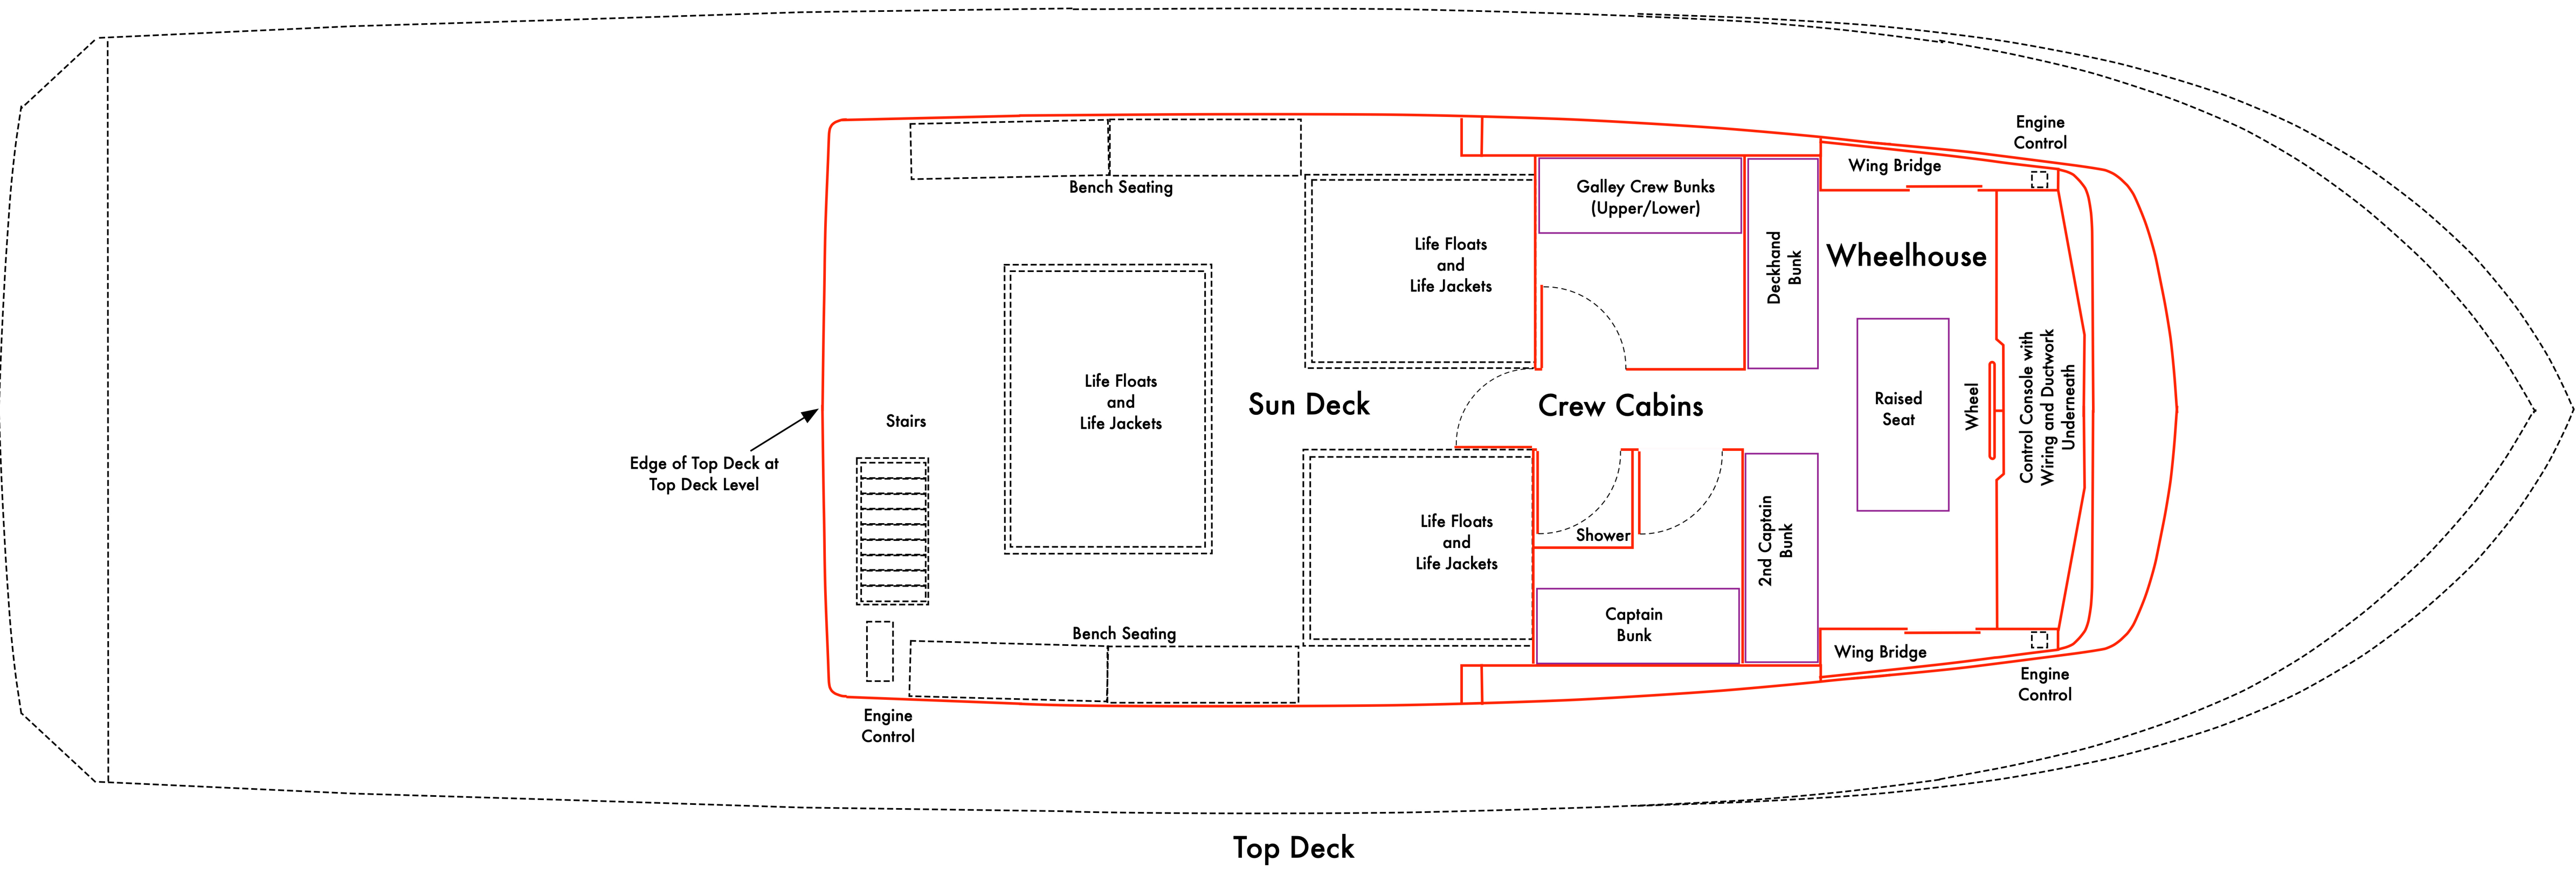 Engine
Control
Wing Bridge
Bench Seating
Galley Crew Bunks
(Upper/Lower)
Life Floats
and
Life Jackets
Deckhand
Bunk
Wheelhouse
Life Floats
and
Life Jackets
Stairs
Sun Deck
Crew Cabins
Raised
Seat
Wheel
Control Console with
Wiring and Ductwork
Underneath
Edge of Top Deck at
Top Deck Level
Life Floats
and
Life Jackets
Shower
2nd Captain
Bunk
Captain
Bunk
Bench Seating
Wing Bridge
Engine
Control
Engine
Control
Top Deck